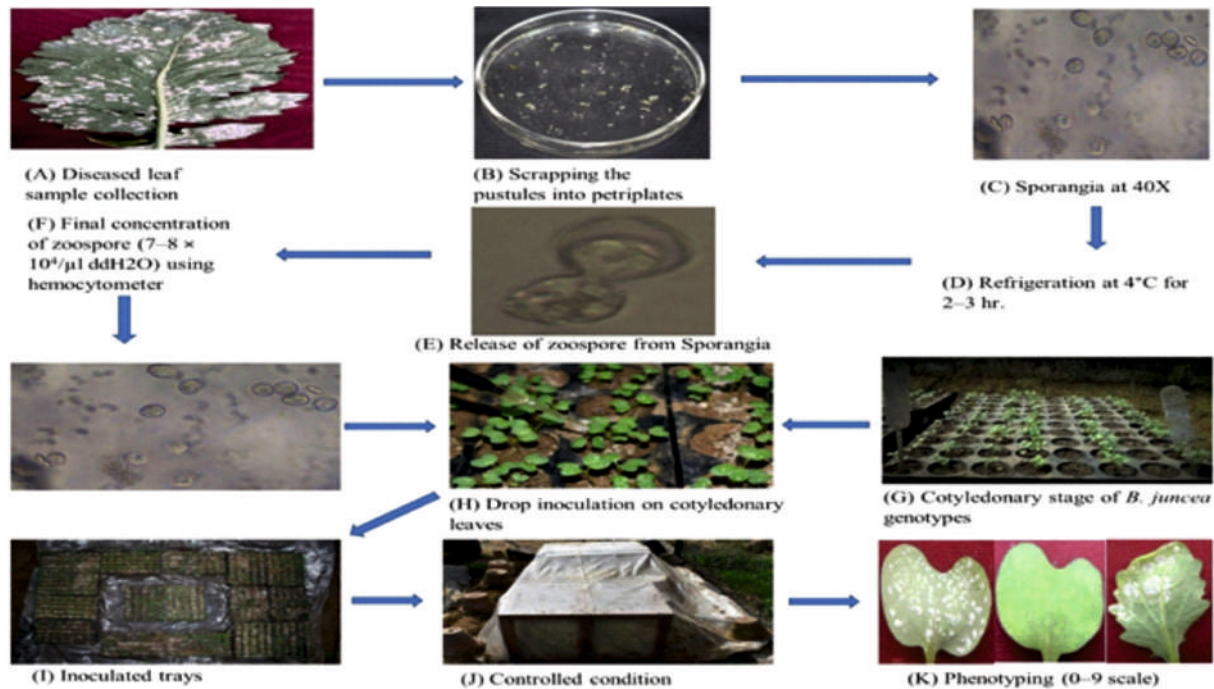 (A) Diseased leaf
sample collection
(B) Scrapping the
pustules into petriplates
(C) Sporangia at 40X
(D) Refrigeration at 4°C for
2–3 hr.
(E) Release of zoospore from Sporangia
(F) Final concentration
of zoospore (7–8 ×
10⁴/µl ddH2O) using
hemocytometer
(G) Cotyledonary stage of B. juncea
genotypes
(H) Drop inoculation on cotyledonary
leaves
(I) Inoculated trays
(J) Controlled condition
(K) Phenotyping (0–9 scale)